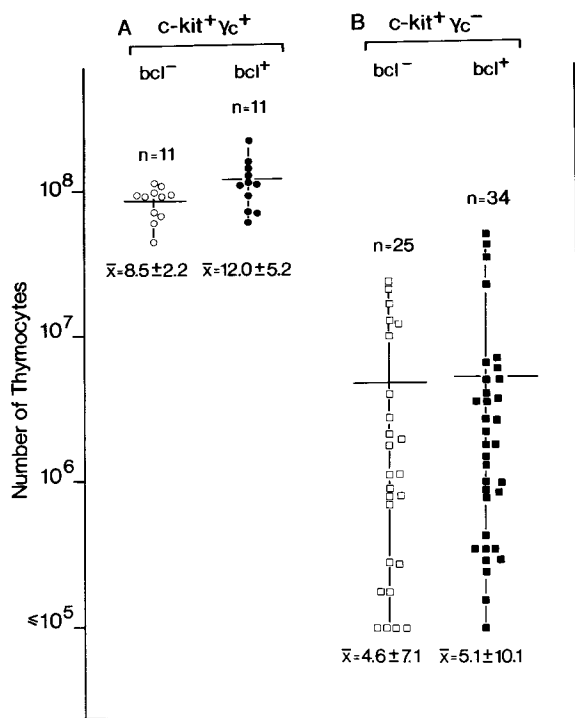 A c-kit⁺γc⁺
bcl⁻ bcl⁺
n=11
n=11
x̄=8.5±2.2 x̄=12.0±5.2
B c-kit⁺γc⁻
bcl⁻ bcl⁺
n=34
n=25
x̄=4.6±7.1 x̄=5.1±10.1
Number of Thymocytes
10⁸
10⁷
10⁶
≤10⁵